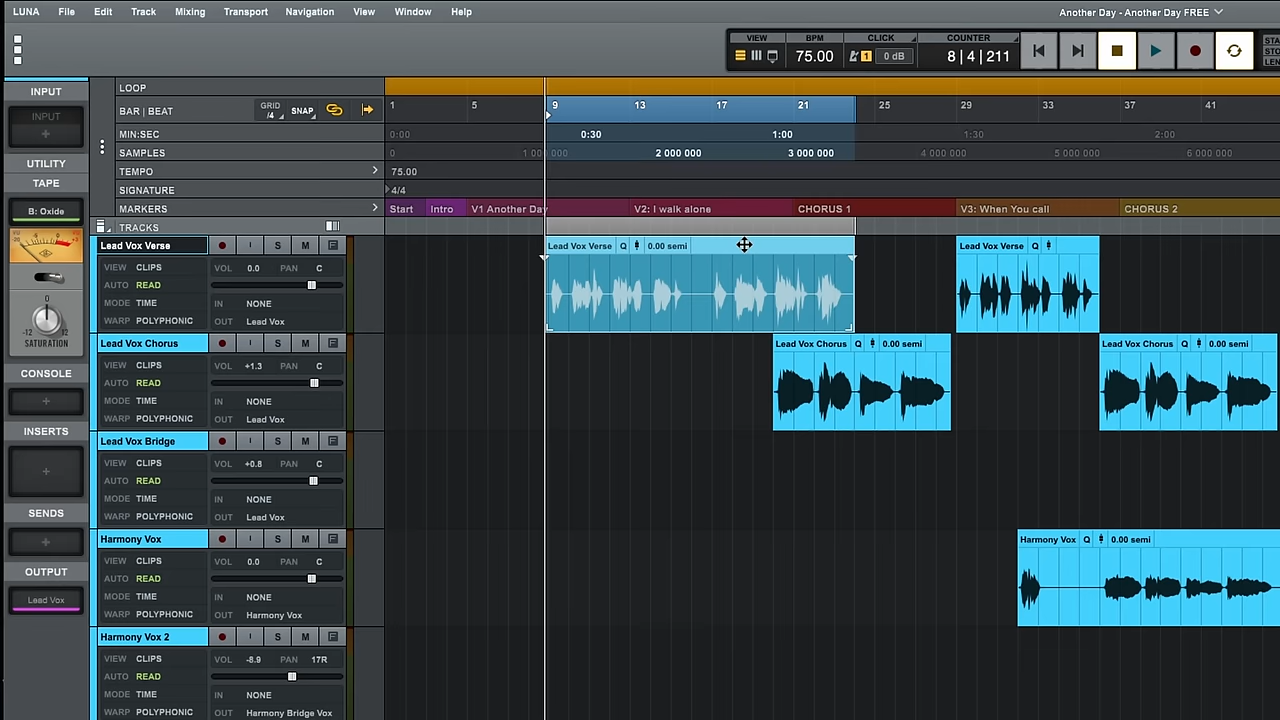 LUNA File Edit Track Mixing Transport Navigation View Window Help Another Day - Another Day FREE
VIEW BPM CLICK COUNTER
75.00 1 0 dB 8 | 4 | 211
INPUT
INPUT
+
UTILITY
TAPE
B: Oxide
0
-12 12
SATURATION
CONSOLE
+
INSERTS
+
SENDS
+
OUTPUT
Lead Vox
LOOP
BAR | BEAT GRID /4 SNAP 1 5 9 13 17 21 25 29 33 37 41
MIN:SEC 0:00 0:30 1:00 1:30 2:00
SAMPLES 0 1 000 000 2 000 000 3 000 000 4 000 000 5 000 000 6 000 000
TEMPO 75.00
SIGNATURE 4/4
MARKERS Start Intro V1 Another Day V2: I walk alone CHORUS 1 V3: When You call CHORUS 2
TRACKS
Lead Vox Verse I S M Lead Vox Verse Q 0.00 semi Lead Vox Verse Q
VIEW CLIPS VOL 0.0 PAN C
AUTO READ
MODE TIME IN NONE
WARP POLYPHONIC OUT Lead Vox
Lead Vox Chorus I S M Lead Vox Chorus Q 0.00 semi Lead Vox Chorus Q 0.00 semi
VIEW CLIPS VOL +1.3 PAN C
AUTO READ
MODE TIME IN NONE
WARP POLYPHONIC OUT Lead Vox
Lead Vox Bridge I S M
VIEW CLIPS VOL +0.8 PAN C
AUTO READ
MODE TIME IN NONE
WARP POLYPHONIC OUT Lead Vox
Harmony Vox I S M Harmony Vox Q 0.00 semi
VIEW CLIPS VOL 0.0 PAN C
AUTO READ
MODE TIME IN NONE
WARP POLYPHONIC OUT Harmony Vox
Harmony Vox 2 I S M
VIEW CLIPS VOL -8.9 PAN 17R
AUTO READ
MODE TIME IN NONE
WARP POLYPHONIC OUT Harmony Bridge Vox